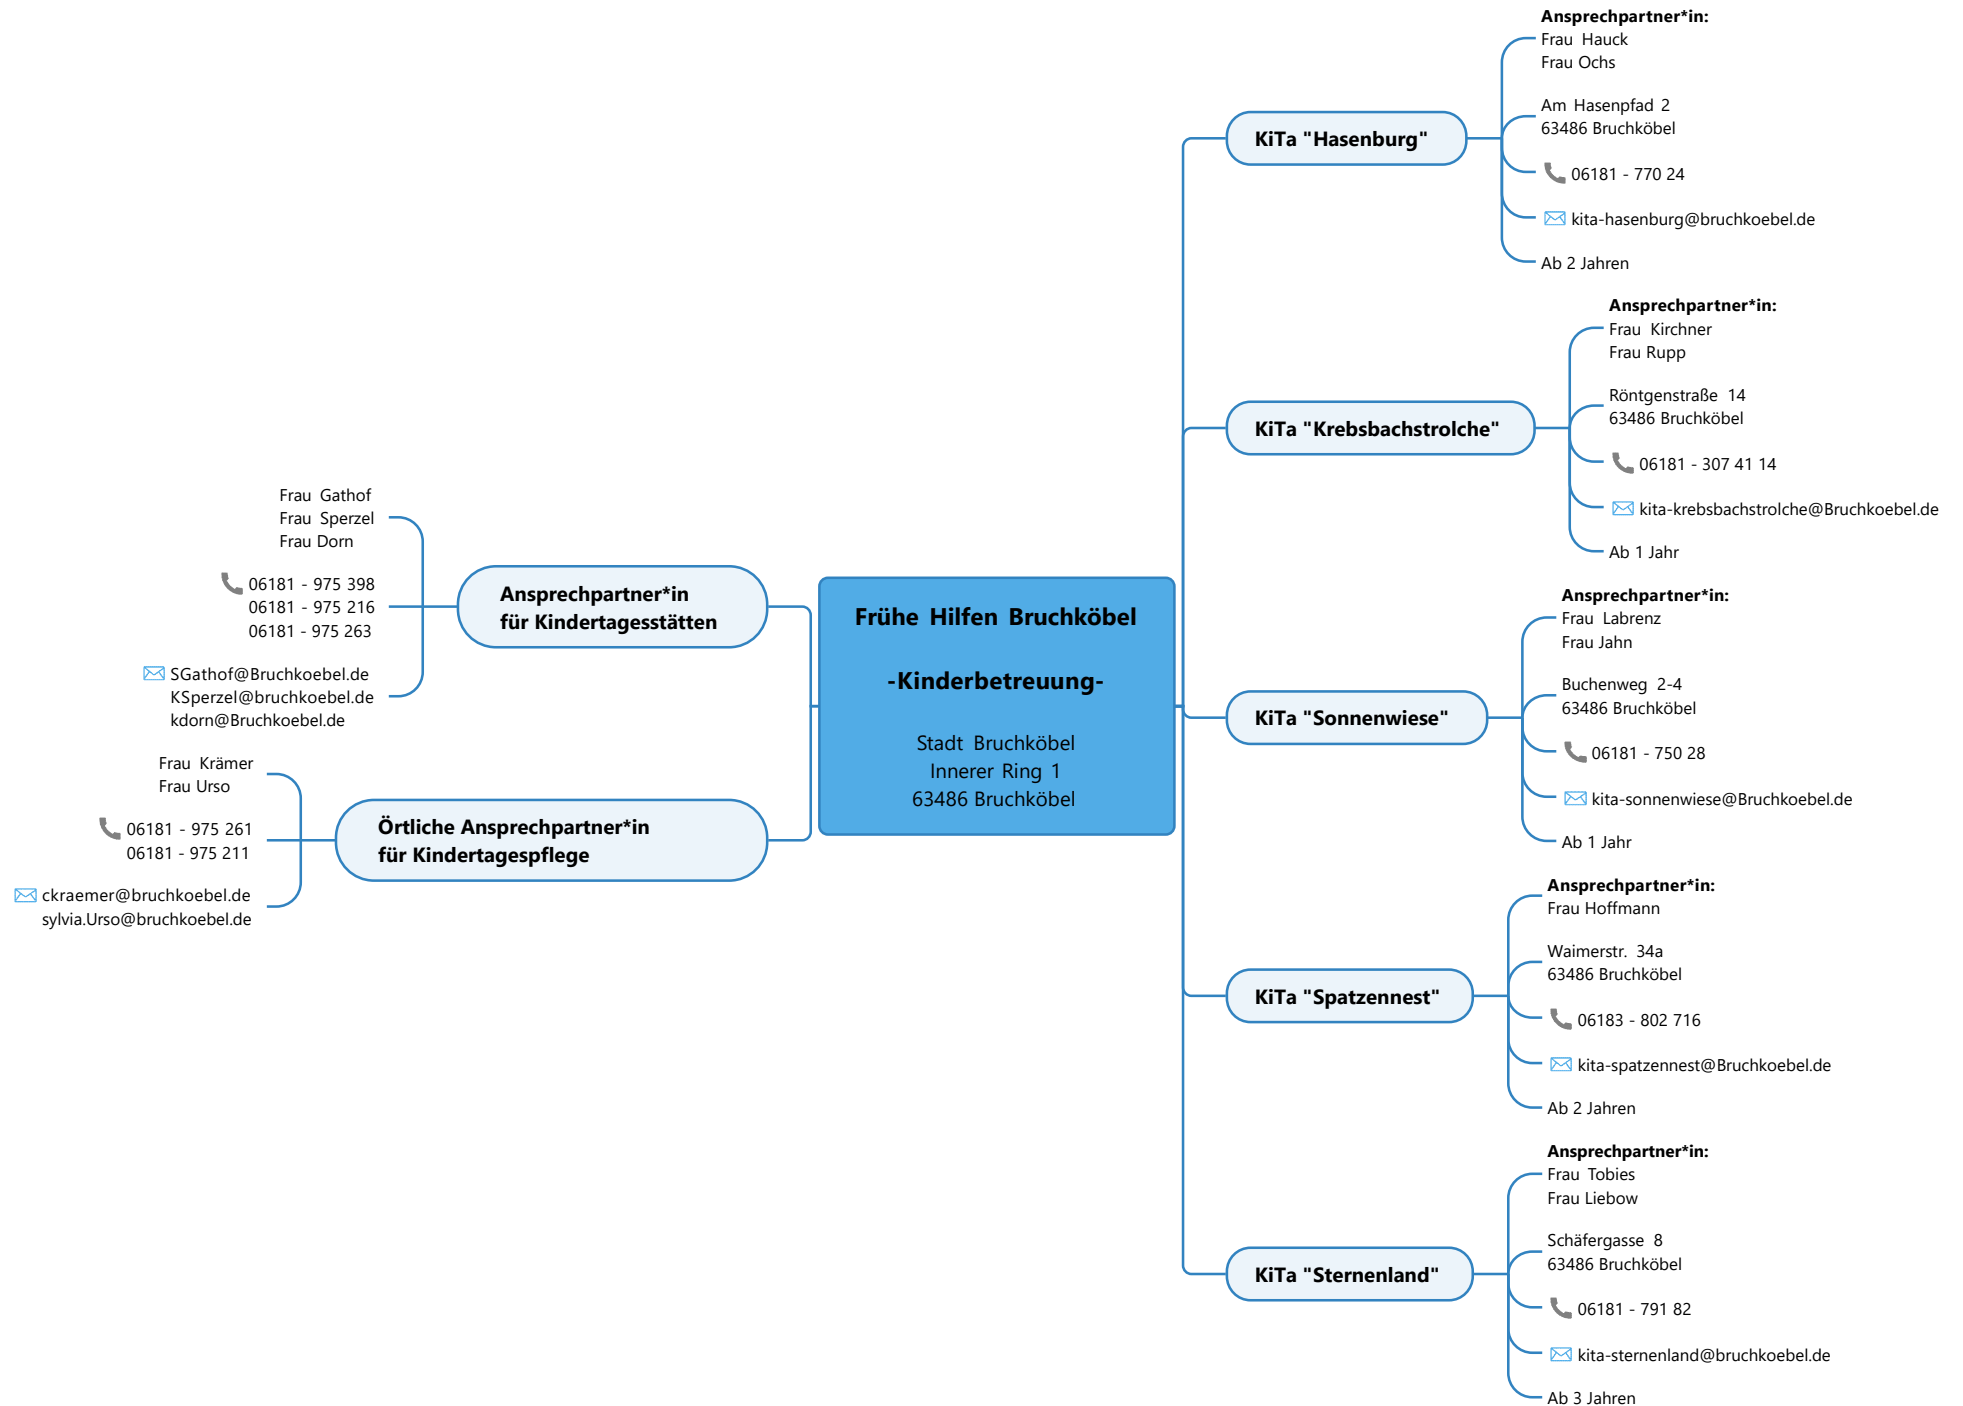 Frühe Hilfen Bruchköbel
-Kinderbetreuung-
Stadt Bruchköbel
Innerer Ring 1
63486 Bruchköbel
Ansprechpartner*in
für Kindertagesstätten
Frau Gathof
Frau Sperzel
Frau Dorn
06181 - 975 398
06181 - 975 216
06181 - 975 263
SGathof@Bruchkoebel.de
KSperzel@bruchkoebel.de
kdorn@Bruchkoebel.de
Örtliche Ansprechpartner*in
für Kindertagespflege
Frau Krämer
Frau Urso
06181 - 975 261
06181 - 975 211
ckraemer@bruchkoebel.de
sylvia.Urso@bruchkoebel.de
KiTa "Hasenburg"
Ansprechpartner*in:
Frau Hauck
Frau Ochs
Am Hasenpfad 2
63486 Bruchköbel
06181 - 770 24
kita-hasenburg@bruchkoebel.de
Ab 2 Jahren
KiTa "Krebsbachstrolche"
Ansprechpartner*in:
Frau Kirchner
Frau Rupp
Röntgenstraße 14
63486 Bruchköbel
06181 - 307 41 14
kita-krebsbachstrolche@Bruchkoebel.de
Ab 1 Jahr
KiTa "Sonnenwiese"
Ansprechpartner*in:
Frau Labrenz
Frau Jahn
Buchenweg 2-4
63486 Bruchköbel
06181 - 750 28
kita-sonnenwiese@Bruchkoebel.de
Ab 1 Jahr
KiTa "Spatzennest"
Ansprechpartner*in:
Frau Hoffmann
Waimerstr. 34a
63486 Bruchköbel
06183 - 802 716
kita-spatzennest@Bruchkoebel.de
Ab 2 Jahren
KiTa "Sternenland"
Ansprechpartner*in:
Frau Tobies
Frau Liebow
Schäfergasse 8
63486 Bruchköbel
06181 - 791 82
kita-sternenland@bruchkoebel.de
Ab 3 Jahren